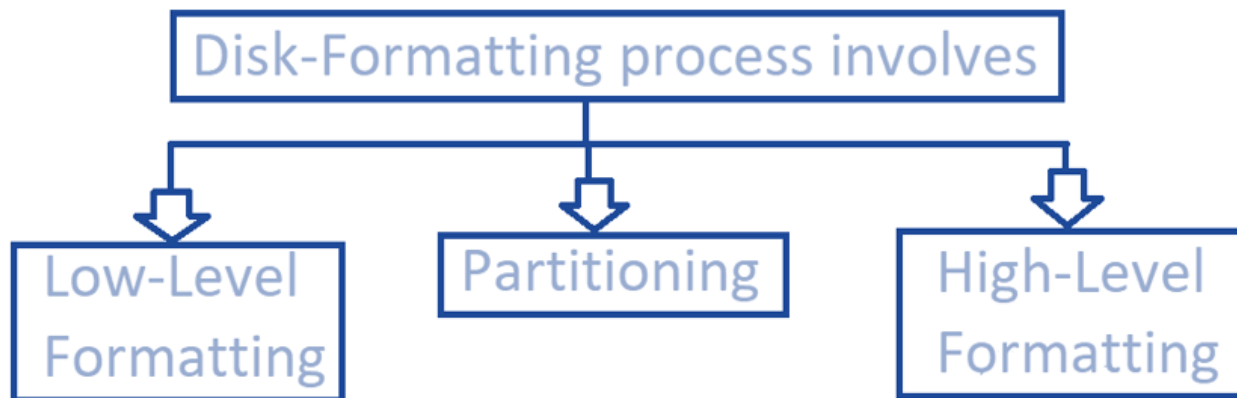 Disk-Formatting process involves
Low-Level
Formatting
Partitioning
High-Level
Formatting